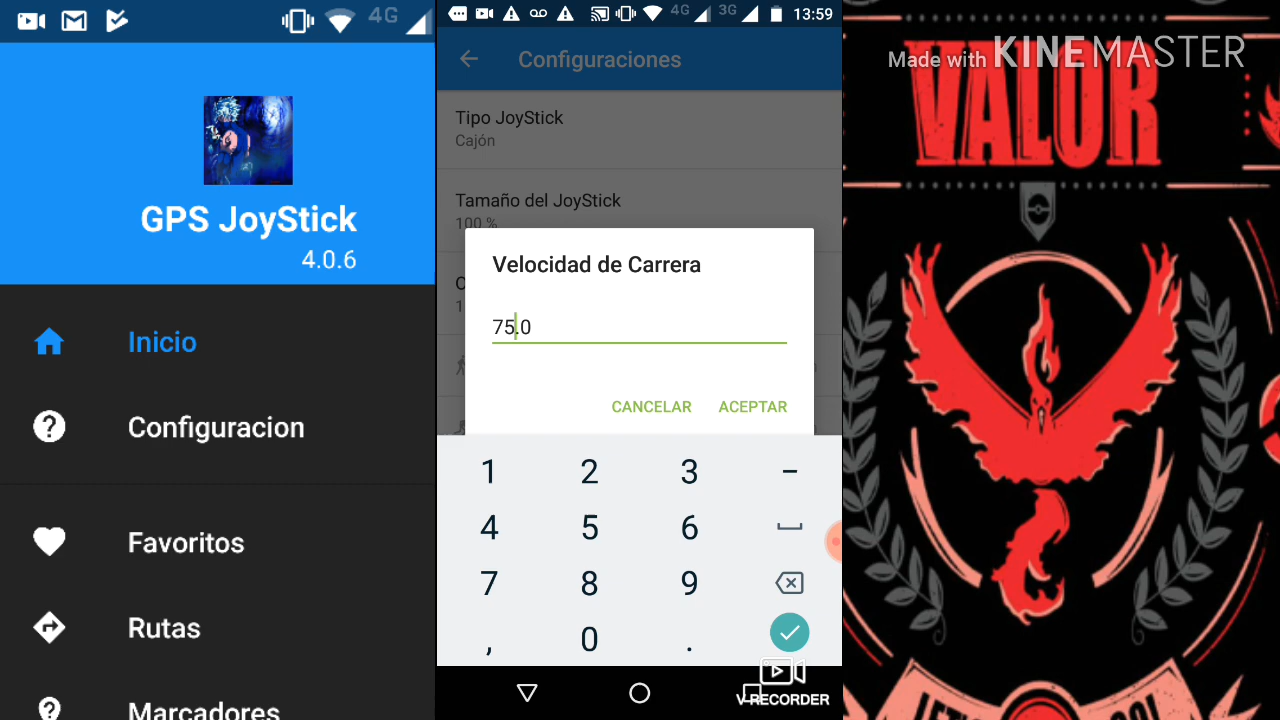 4G
GPS JoyStick
4.0.6
Inicio
Configuracion
Favoritos
Rutas
Marcadores
4G 3G 13:59
Configuraciones
Tipo JoyStick
Cajón
Tamaño del JoyStick
100 %
Velocidad de Carrera
75.0
CANCELAR ACEPTAR
1 2 3 -
4 5 6
7 8 9
, 0 .
V RECORDER
Made with KINEMASTER
VALOR